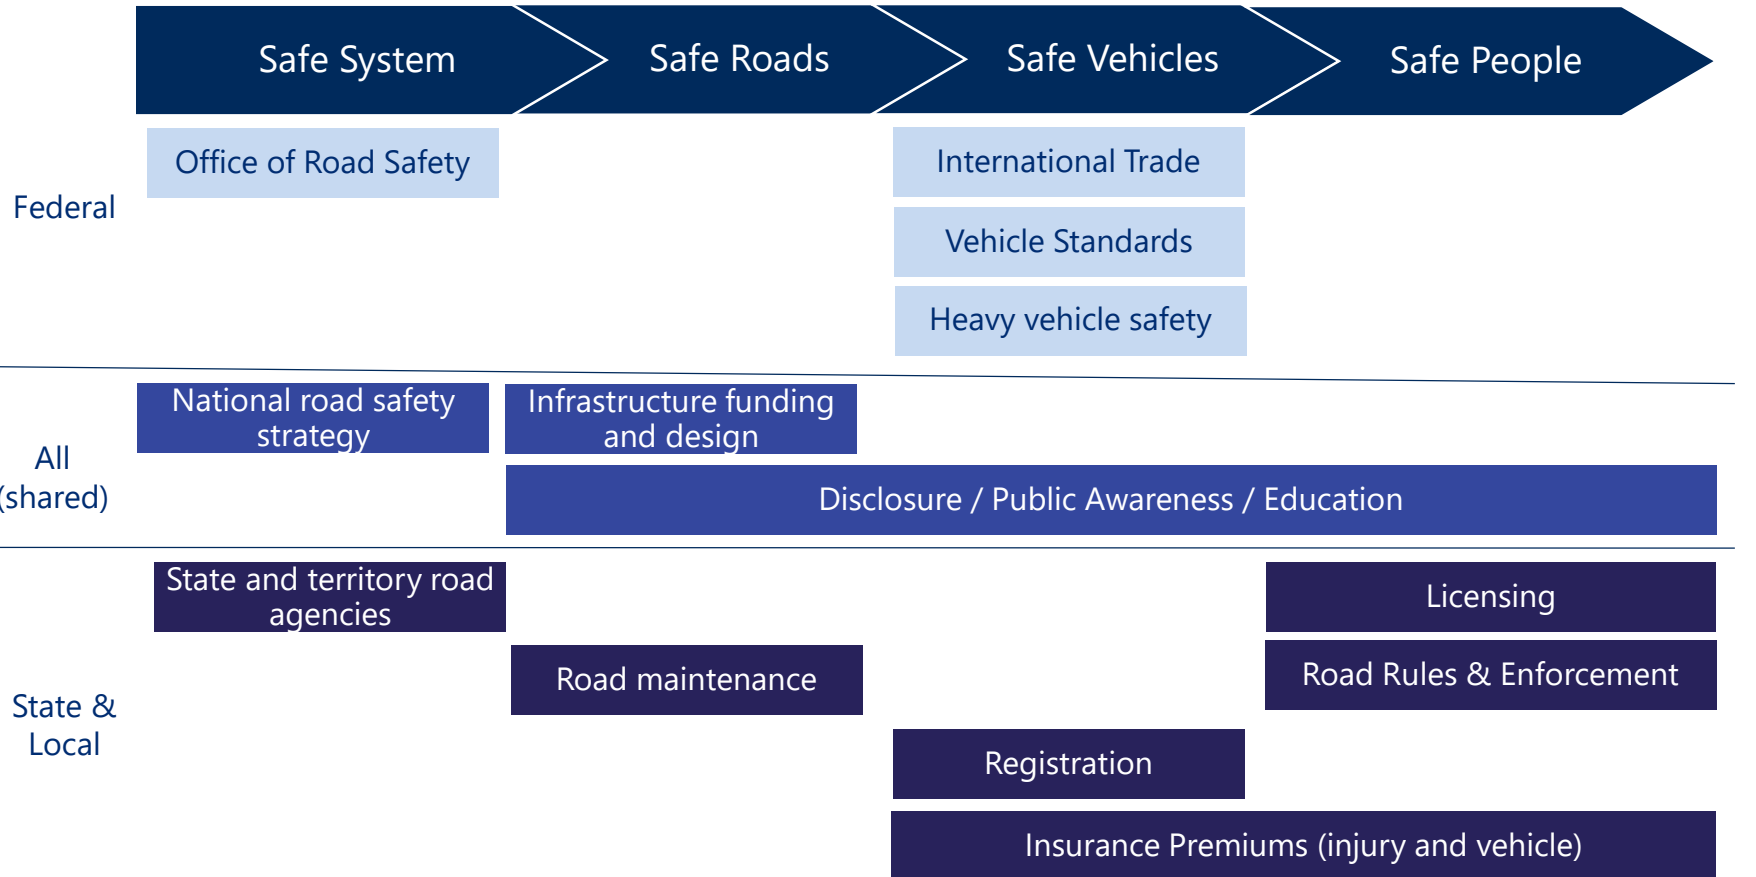 Safe System
Safe Roads
Safe Vehicles
Safe People
Federal
Office of Road Safety
International Trade
Vehicle Standards
Heavy vehicle safety
All
(shared)
National road safety
strategy
Infrastructure funding
and design
Disclosure / Public Awareness / Education
State &
Local
State and territory road
agencies
Licensing
Road maintenance
Road Rules & Enforcement
Registration
Insurance Premiums (injury and vehicle)